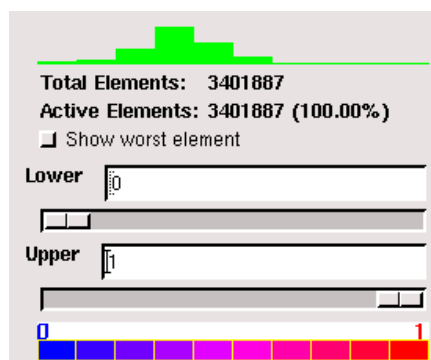 Total Elements: 3401887
Active Elements: 3401887 (100.00%)
Show worst element
Lower 0
Upper 1
0 1